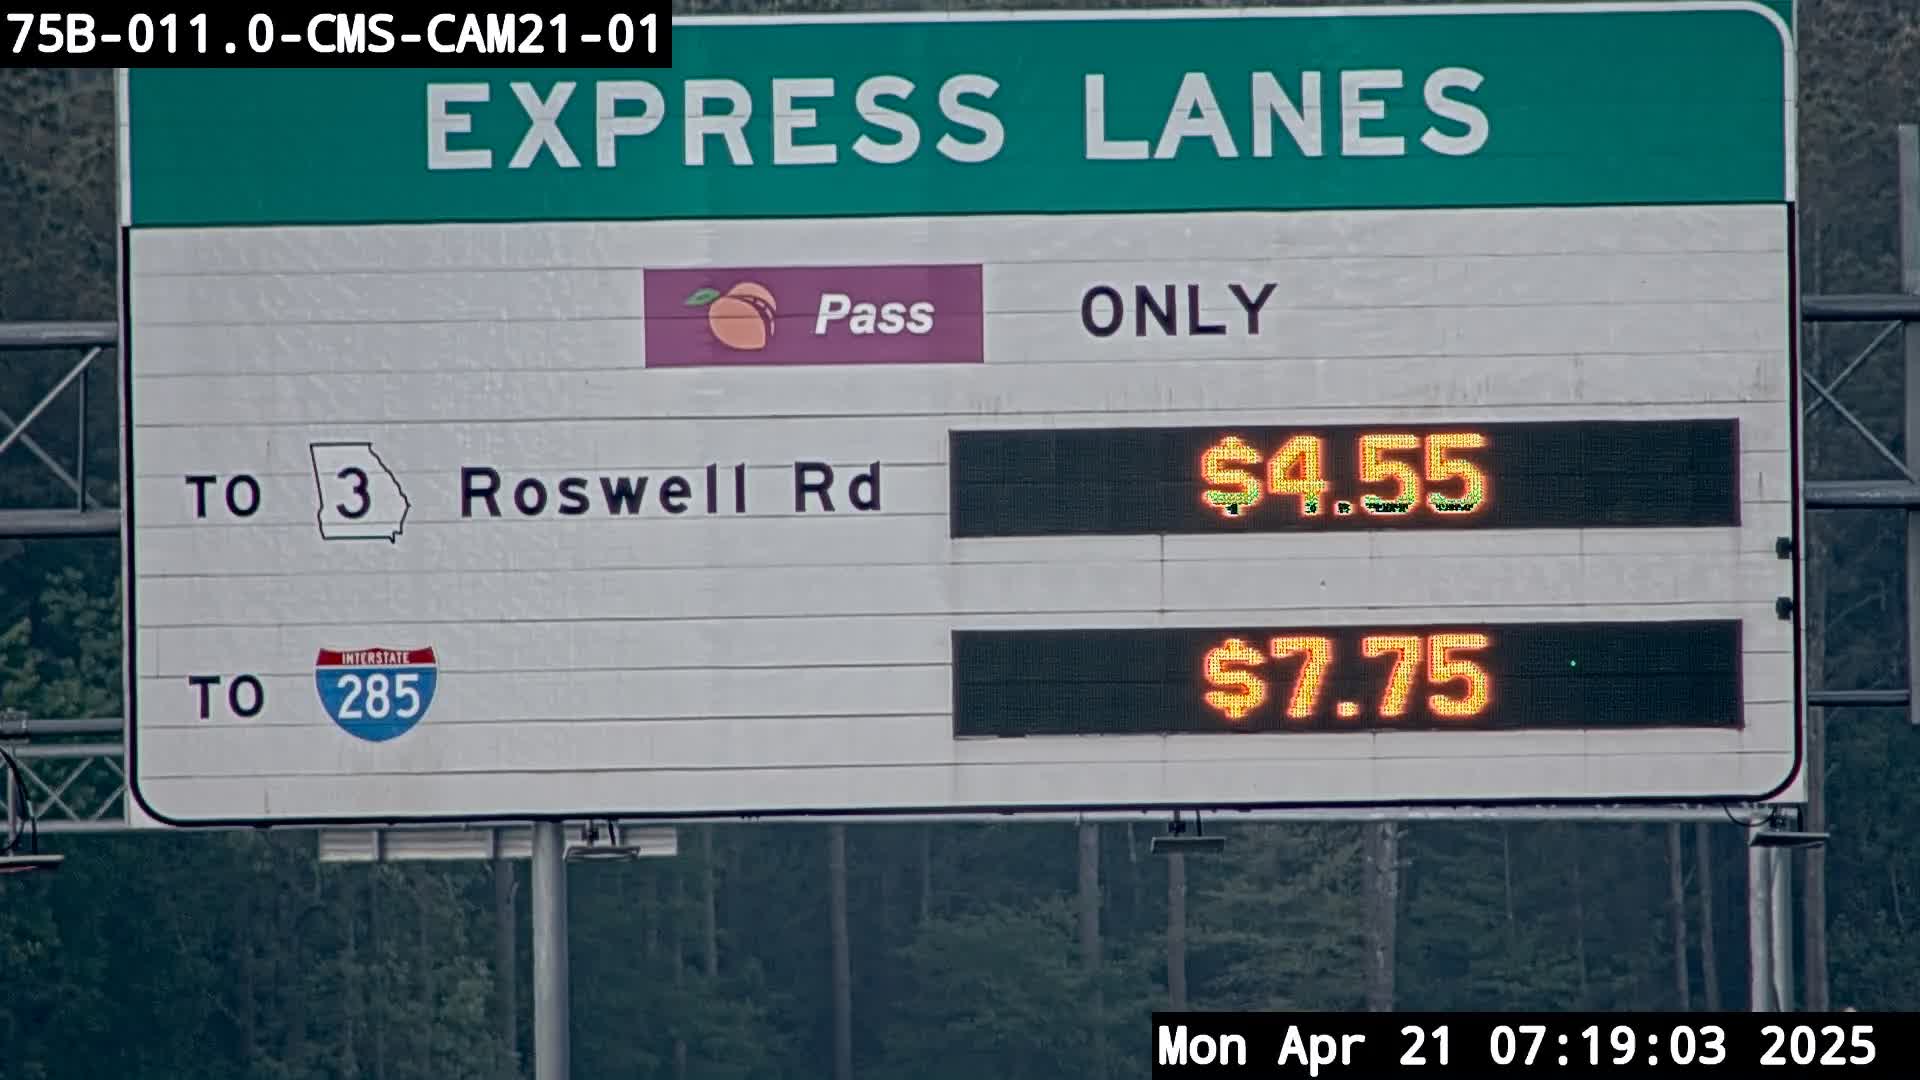 75B-011.0-CMS-CAM21-01
EXPRESS LANES
Pass ONLY
TO 3 Roswell Rd $4.55
TO INTERSTATE 285 $7.75
Mon Apr 21 07:19:03 2025